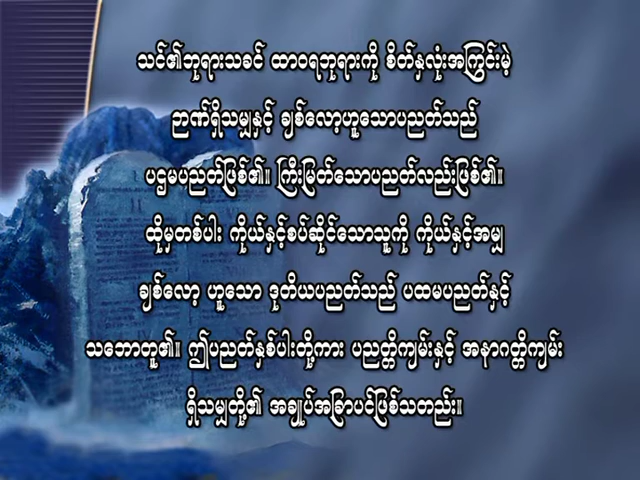 သင်၏ဘုရားသခင် ထာဝရဘုရားကို စိတ်နှလုံးအကြွင်းမဲ့
ဉာဏ်ရှိသမျှနှင့် ချစ်လော့ဟူသောပညတ်သည်
ပဌမပညတ်ဖြစ်၏။ ကြီးမြတ်သောပညတ်လည်းဖြစ်၏။
ထိုမှတစ်ပါး ကိုယ်နှင့်စပ်ဆိုင်သောသူကို ကိုယ်နှင့်အမျှ
ချစ်လော့ ဟူသော ဒုတိယပညတ်သည် ပထမပညတ်နှင့်
သဘောတူ၏။ ဤပညတ်နှစ်ပါးတို့ကား ပညတ္တိကျမ်းနှင့် အနာဂတ္တိကျမ်း
ရှိသမျှတို့၏ အချုပ်အခြာပင်ဖြစ်သတည်း။